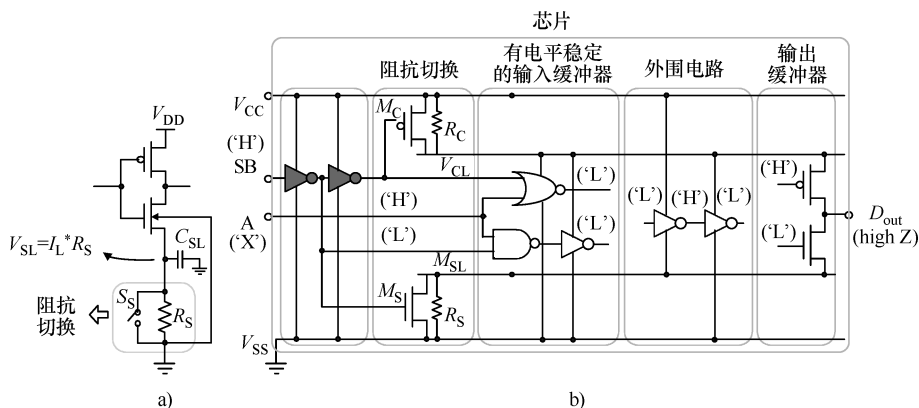 芯片
阻抗切换
有电平稳定
的输入缓冲器
外围电路
输出
缓冲器
V_DD
C_SL
V_SL=I_L*R_S
阻抗
切换
S_S
R_S
a)
V_CC
(‘H’)
SB
A
(‘X’)
V_SS
M_C
R_C
V_CL
(‘H’)
(‘L’)
M_SL
M_S
R_S
(‘L’)
(‘L’)
(‘L’)
(‘H’)
(‘L’)
(‘H’)
(‘L’)
D_out
(high Z)
b)